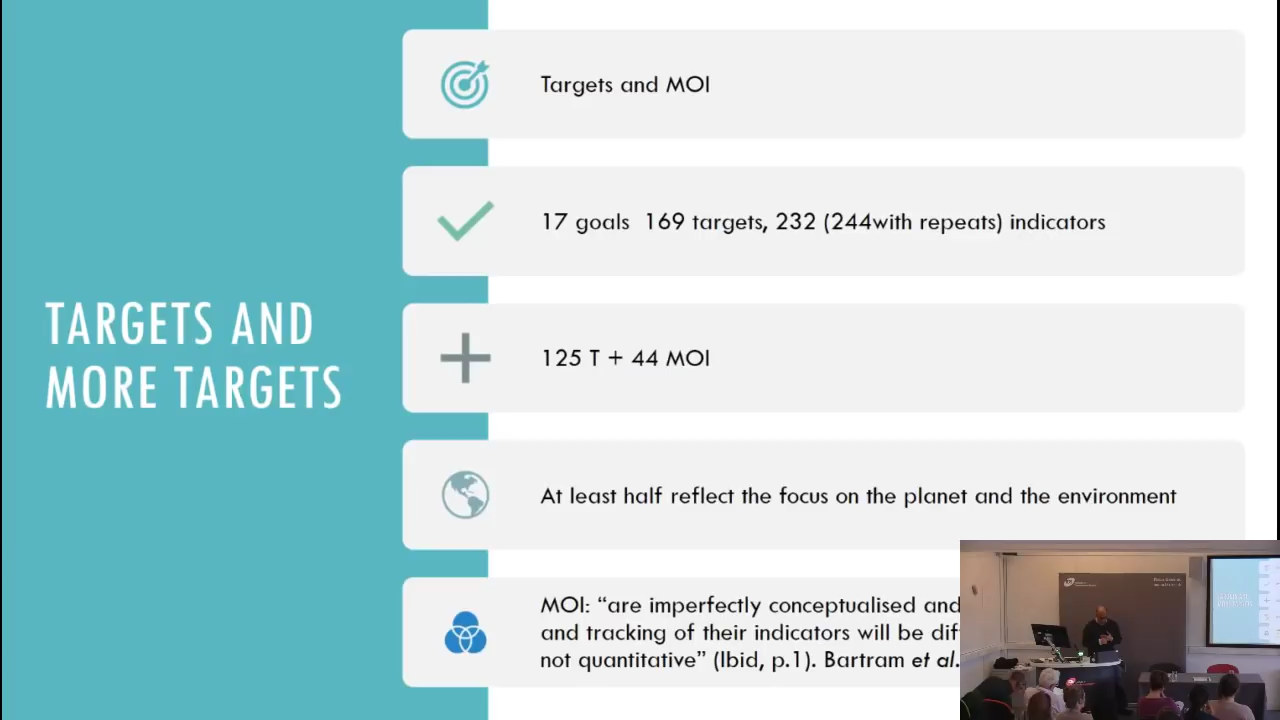 TARGETS AND
MORE TARGETS
Targets and MOI
17 goals  169 targets, 232 (244with repeats) indicators
125 T + 44 MOI
At least half reflect the focus on the planet and the environment
MOI: “are imperfectly conceptualised and
and tracking of their indicators will be
not quantitative” (Ibid, p.1). Bartram et al.